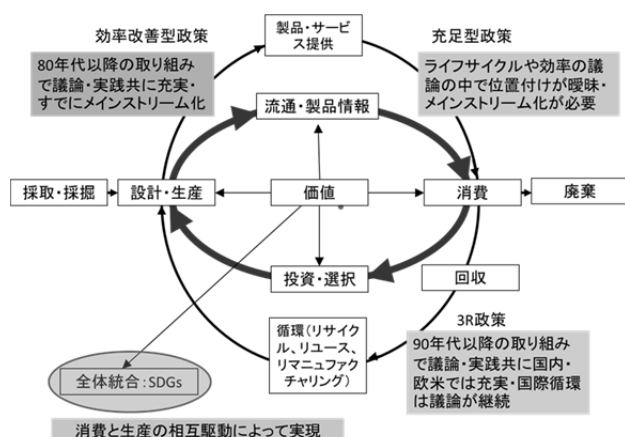 効率改善型政策
製品・サービ
ス提供
充足型政策
80年代以降の取り組み
で議論・実践共に充実・
すでにメインストリーム化
ライフサイクルや効率の議
論の中で位置付けが曖昧・
メインストリーム化が必要
流通・製品情報
採取・採掘
設計・生産
価値
消費
廃棄
投資・選択
回収
循環(リサイク
ル、リユース、
リマニュファク
チャリング)
3R政策
90年代以降の取り組み
で議論・実践共に国内・
欧米では充実・国際循環
は議論が継続
全体統合:SDGs
消費と生産の相互駆動によって実現